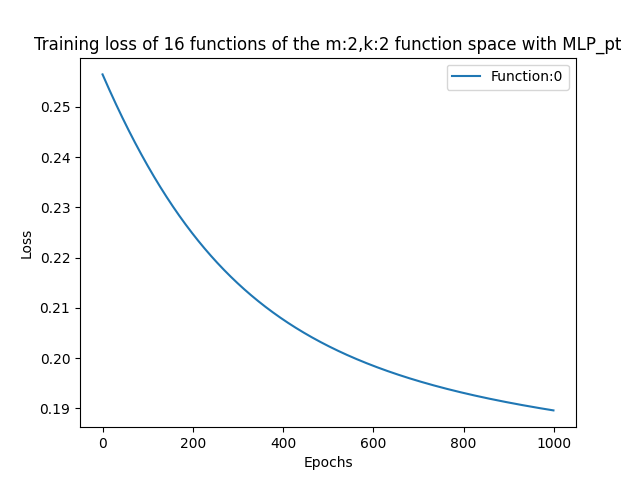 Training loss of 16 functions of the m:2,k:2 function space with MLP_pt
Function:0
Loss
0.25
0.24
0.23
0.22
0.21
0.20
0.19
0 200 400 600 800 1000
Epochs